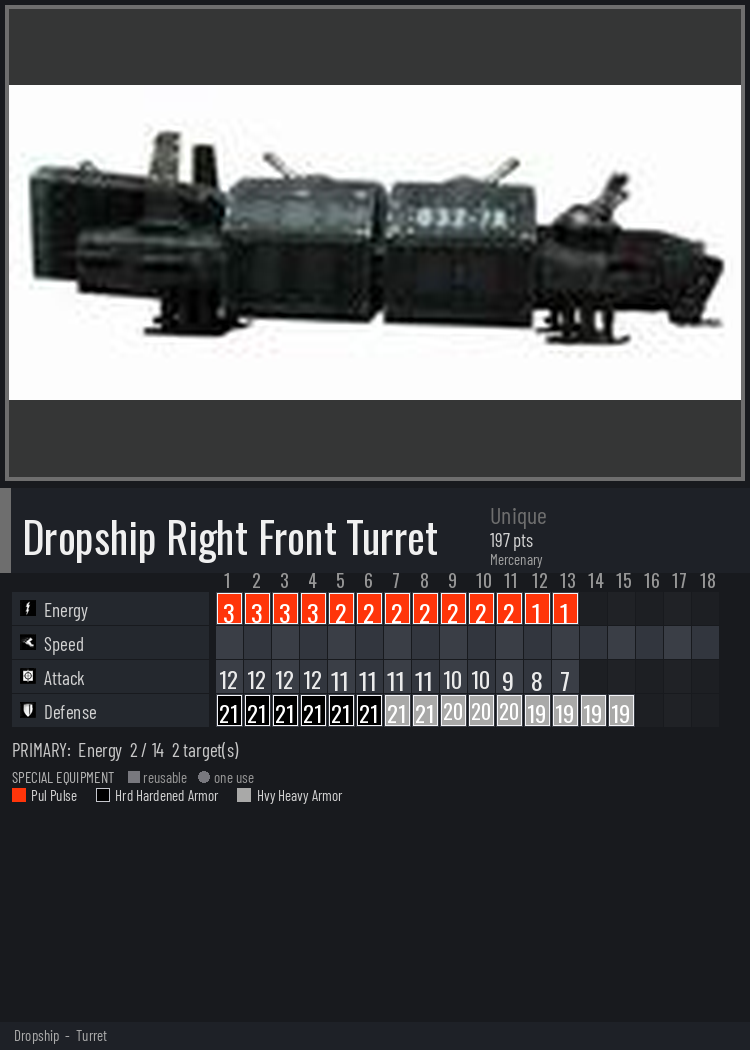 Dropship Right Front Turret
Unique
197 pts
Mercenary
1 2 3 4 5 6 7 8 9 10 11 12 13 14 15 16 17 18
Energy 3 3 3 3 2 2 2 2 2 2 2 1 1
Speed
Attack 12 12 12 12 11 11 11 11 10 10 9 8 7
Defense 21 21 21 21 21 21 21 21 20 20 20 19 19 19 19
PRIMARY: Energy 2 / 14 2 target(s)
SPECIAL EQUIPMENT reusable one use
Pul Pulse Hrd Hardened Armor Hvy Heavy Armor
Dropship - Turret